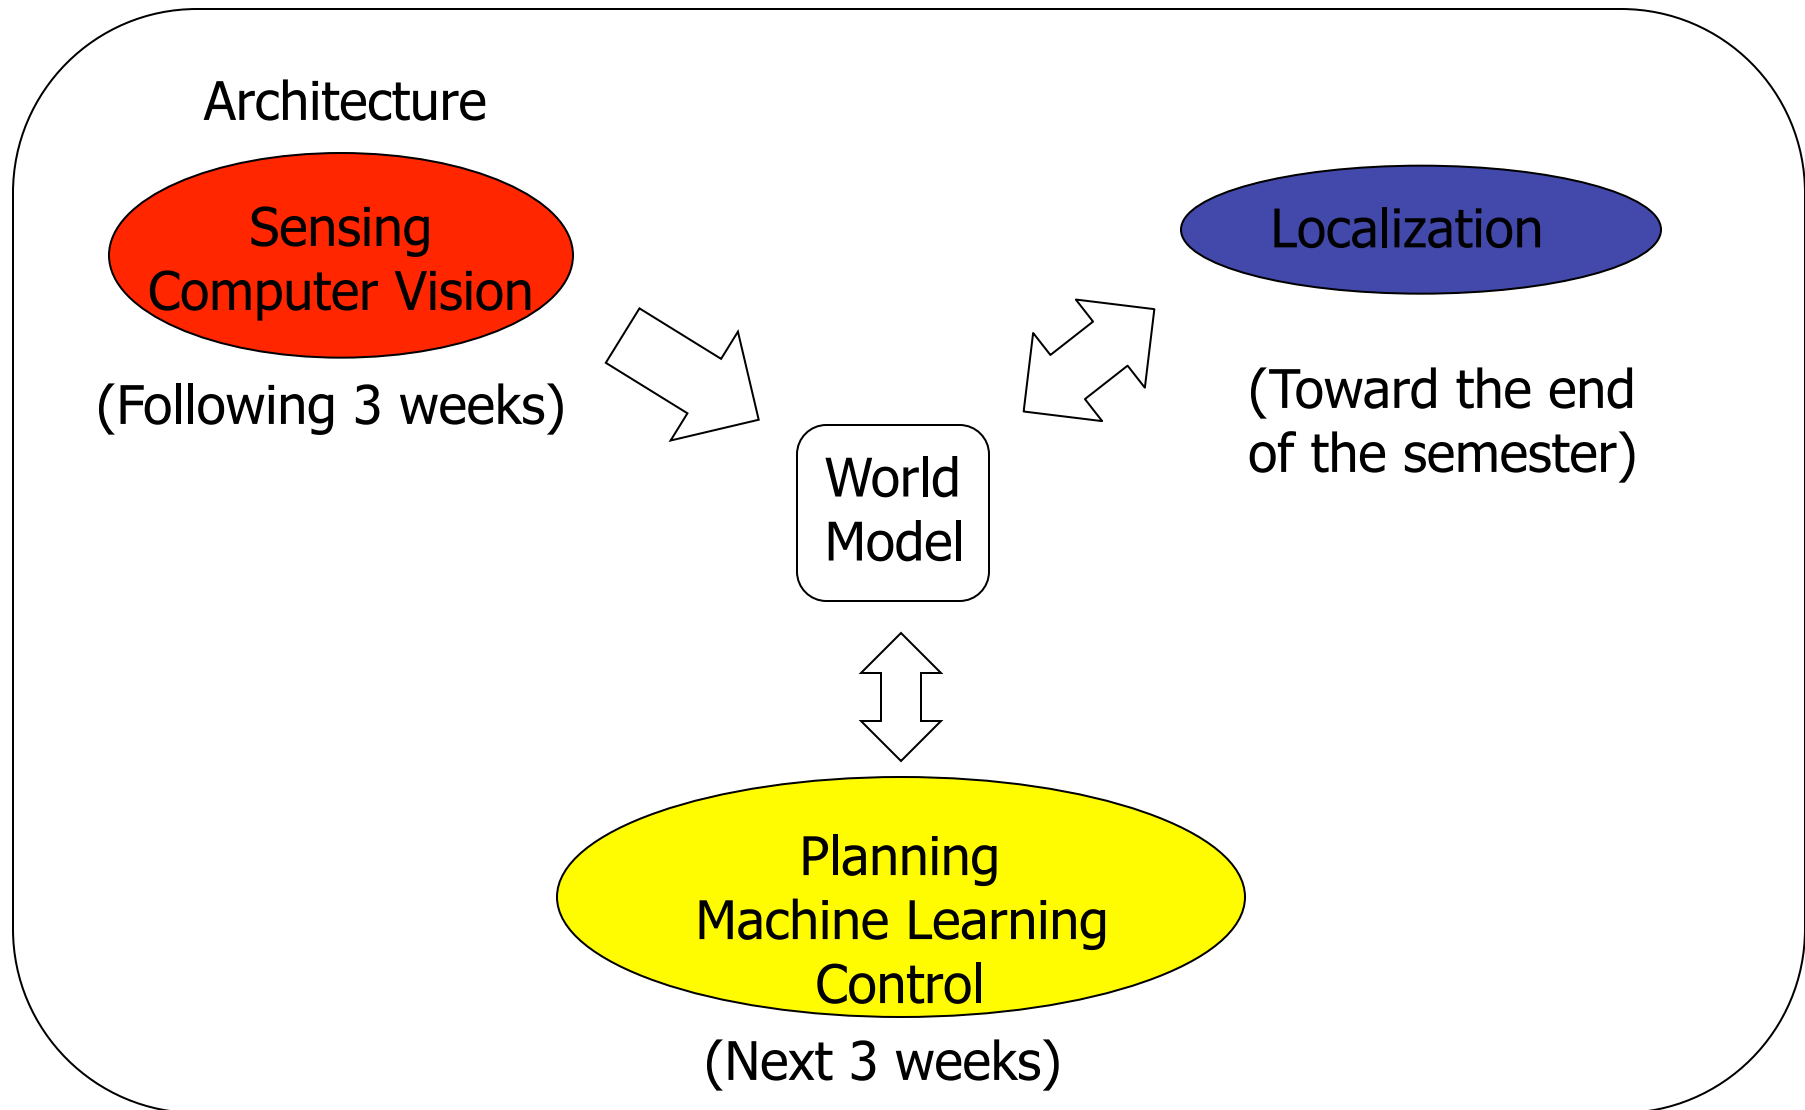 Architecture
Sensing
Computer Vision
(Following 3 weeks)
Localization
(Toward the end
of the semester)
World
Model
Planning
Machine Learning
Control
(Next 3 weeks)